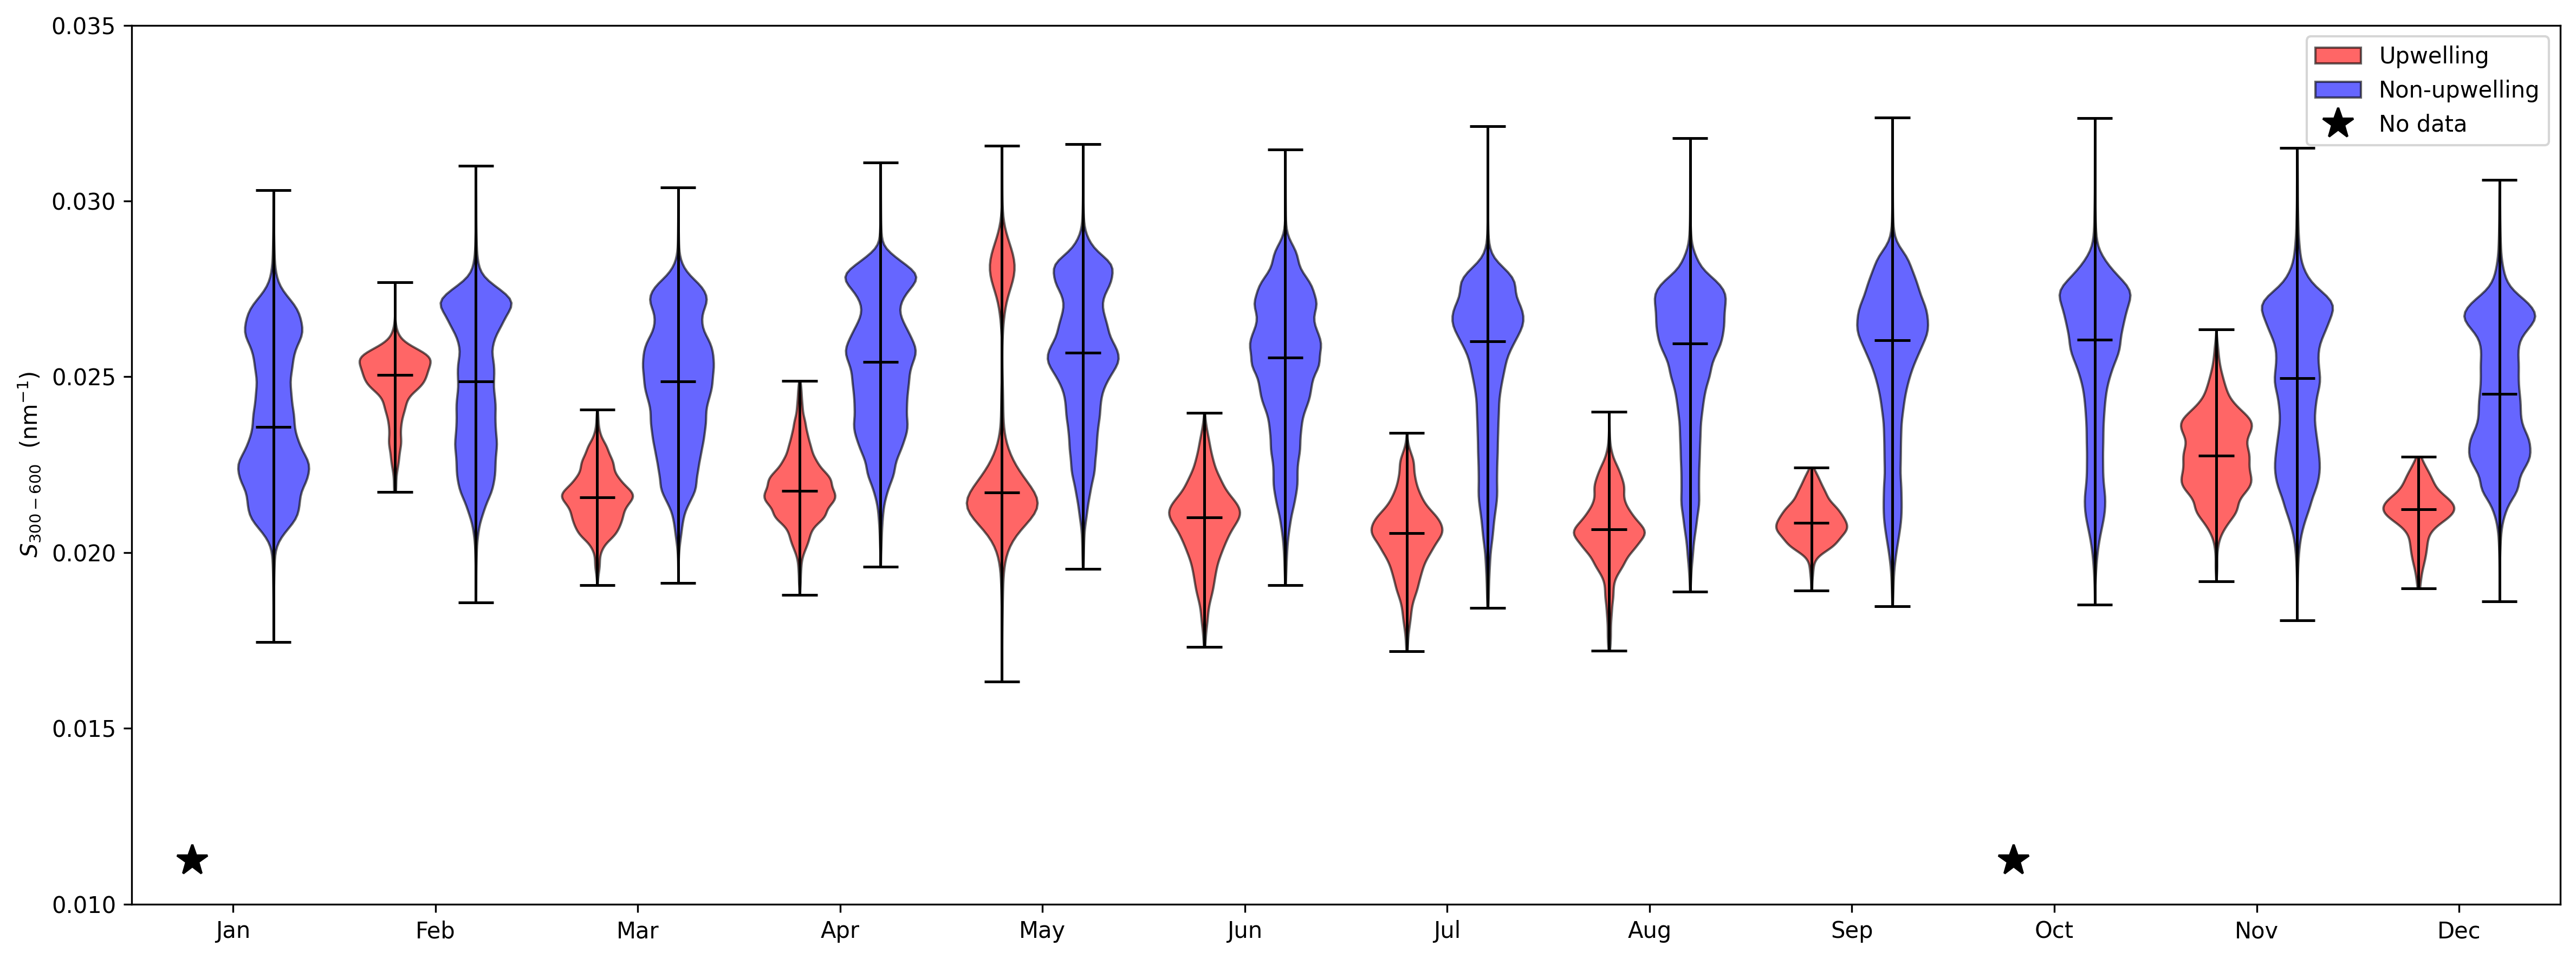 0.035
0.030
0.025
0.020
0.015
0.010
S300−600 (nm−1)
Upwelling
Non-upwelling
No data
Jan Feb Mar Apr May Jun Jul Aug Sep Oct Nov Dec